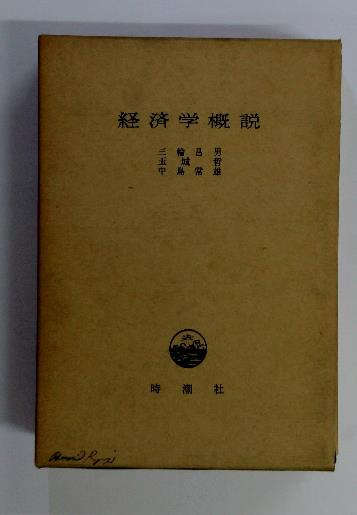 経済学概説
三輪昌男
玉城哲
中島常雄
時潮社